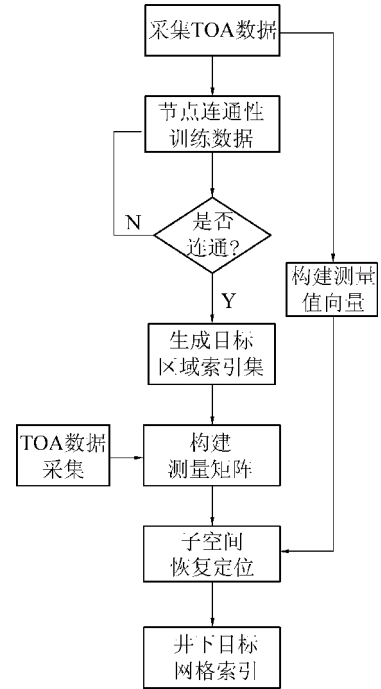 采集TOA数据
节点连通性
训练数据
N
是否
连通?
Y
构建测量
值向量
生成目标
区域索引集
TOA数据
采集
构建
测量矩阵
子空间
恢复定位
井下目标
网格索引